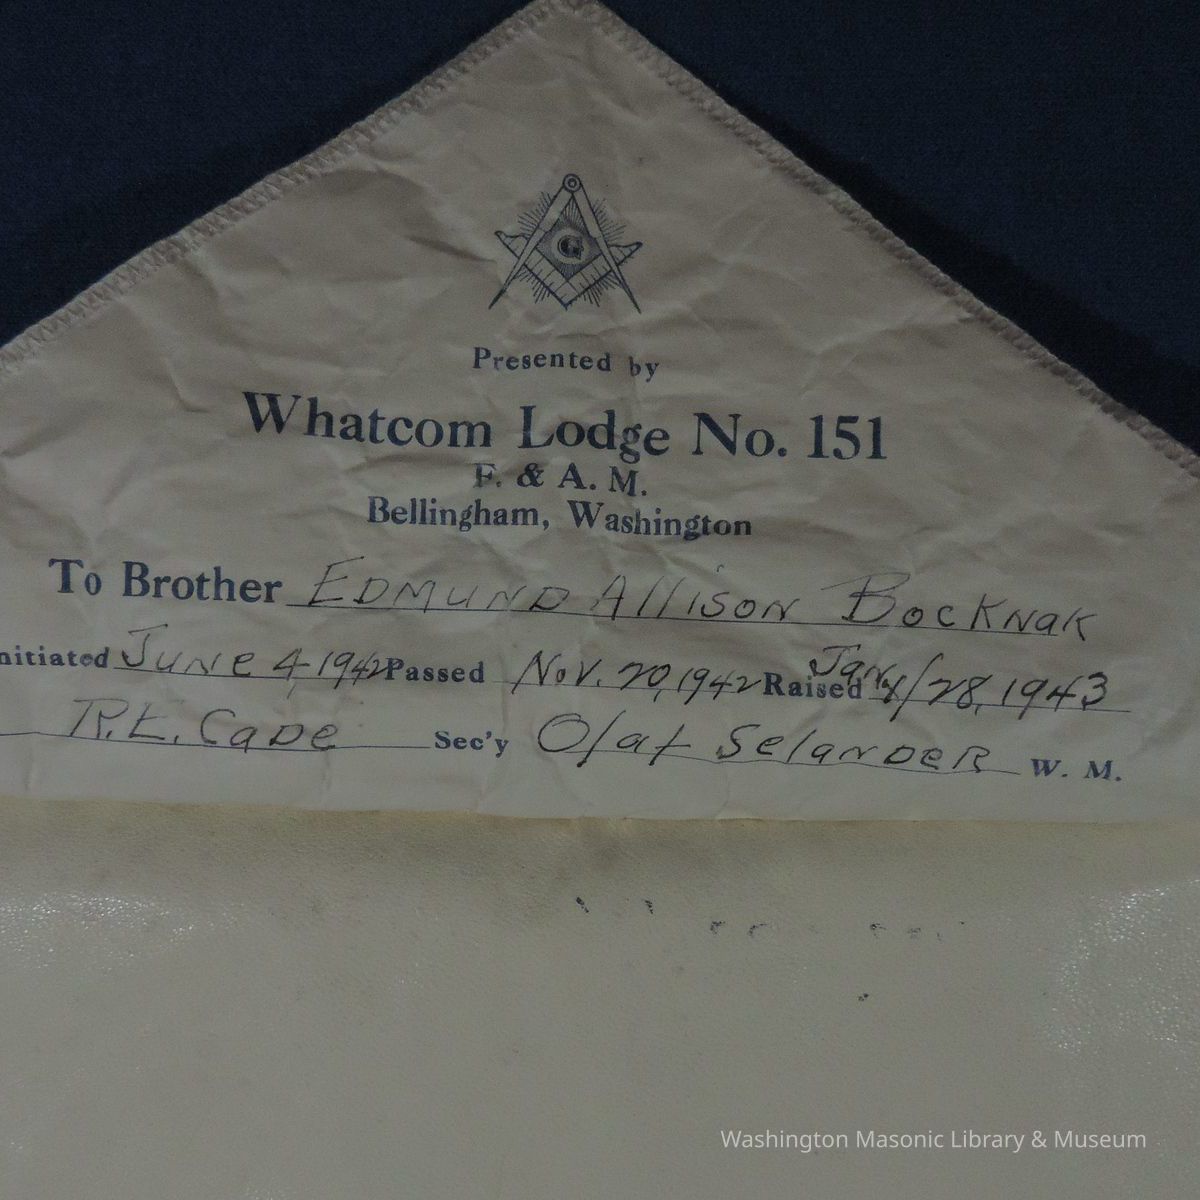 G
Presented by
Whatcom Lodge No. 151
F. & A. M.
Bellingham, Washington
To Brother EDMUND Allison Bocknak
nitiated June 4, 1942 Passed Nov. 20, 1942 Raised Jan. 28, 1943
R.E. Cade Sec'y Olaf Selander W. M.
Washington Masonic Library & Museum